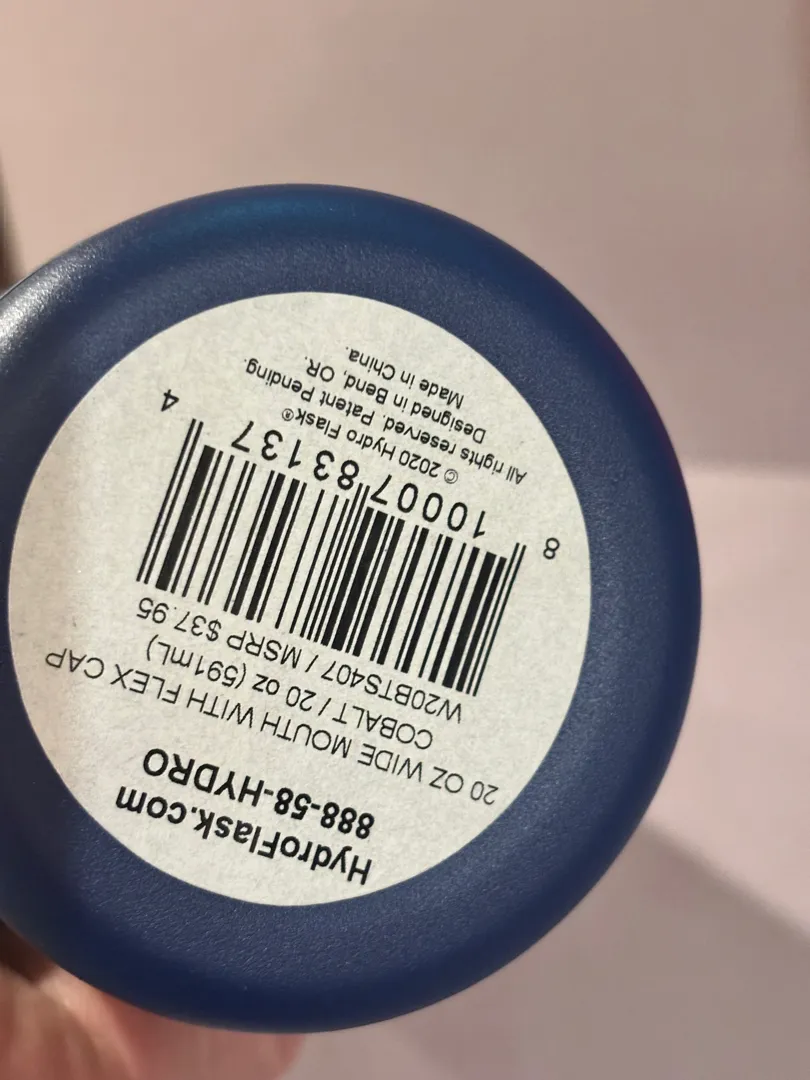 HydroFlask.com
888-58-HYDRO
20 OZ WIDE MOUTH WITH FLEX CAP
COBALT / 20 oz (591mL)
W20BTS407 / MSRP $37.95
8 10007 83137 4
© 2020 Hydro Flask®
All rights reserved. Patent Pending.
Designed in Bend, OR.
Made in China.